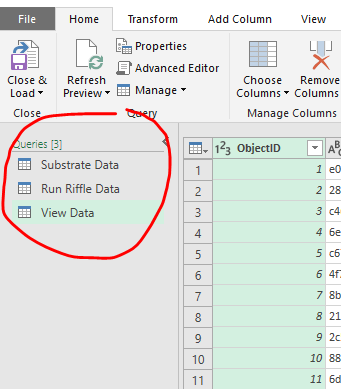 File Home Transform Add Column View
Close & Load Refresh Preview Properties Advanced Editor Manage Choose Columns Remove Columns
Close Query Manage Columns
Queries [3]
Substrate Data
Run Riffle Data
View Data
1²3 ObjectID
1 1 e0
2 2 28
3 3 c4
4 4 6e
5 5 c6
6 6 4f
7 7 8b
8 8 21
9 9 2c
10 10 88
11 11 6d